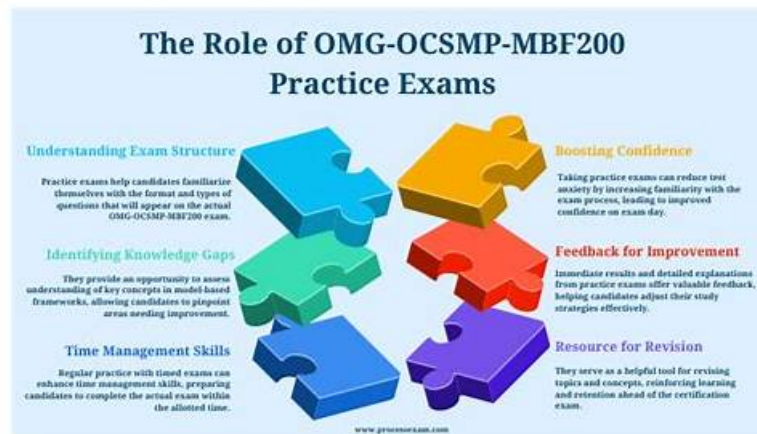 The Role of OMG-OCSMP-MBF200
Practice Exams
Understanding Exam Structure
Practice exams help candidates familiarize
themselves with the format and types of
questions that will appear on the actual
OMG-OCSMP-MBF200 exam.
Identifying Knowledge Gaps
They provide an opportunity to assess
understanding of key concepts in model-based
frameworks, allowing candidates to pinpoint
areas needing improvement.
Time Management Skills
Regular practice with timed exams can
enhance time management skills, preparing
candidates to complete the actual exam within
the allotted time.
Boosting Confidence
Taking practice exams can reduce test
anxiety by increasing familiarity with the
exam process, leading to improved
confidence on exam day.
Feedback for Improvement
Immediate results and detailed explanations
from practice exams offer valuable feedback,
helping candidates adjust their study
strategies effectively.
Resource for Revision
They serve as a helpful tool for revising
topics and concepts, reinforcing learning
and retention ahead of the certification
exam.
www.processexam.com